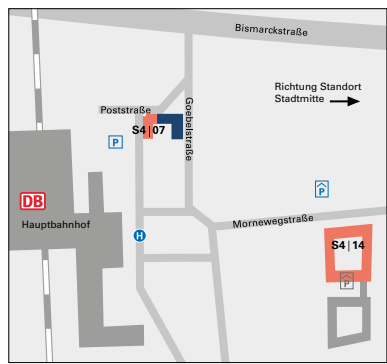 Bismarckstraße
Richtung Standort
Stadtmitte
Poststraße
Goebelstraße
S4|07
P
P
DB
Hauptbahnhof
H
Mornewegstraße
S4|14
P